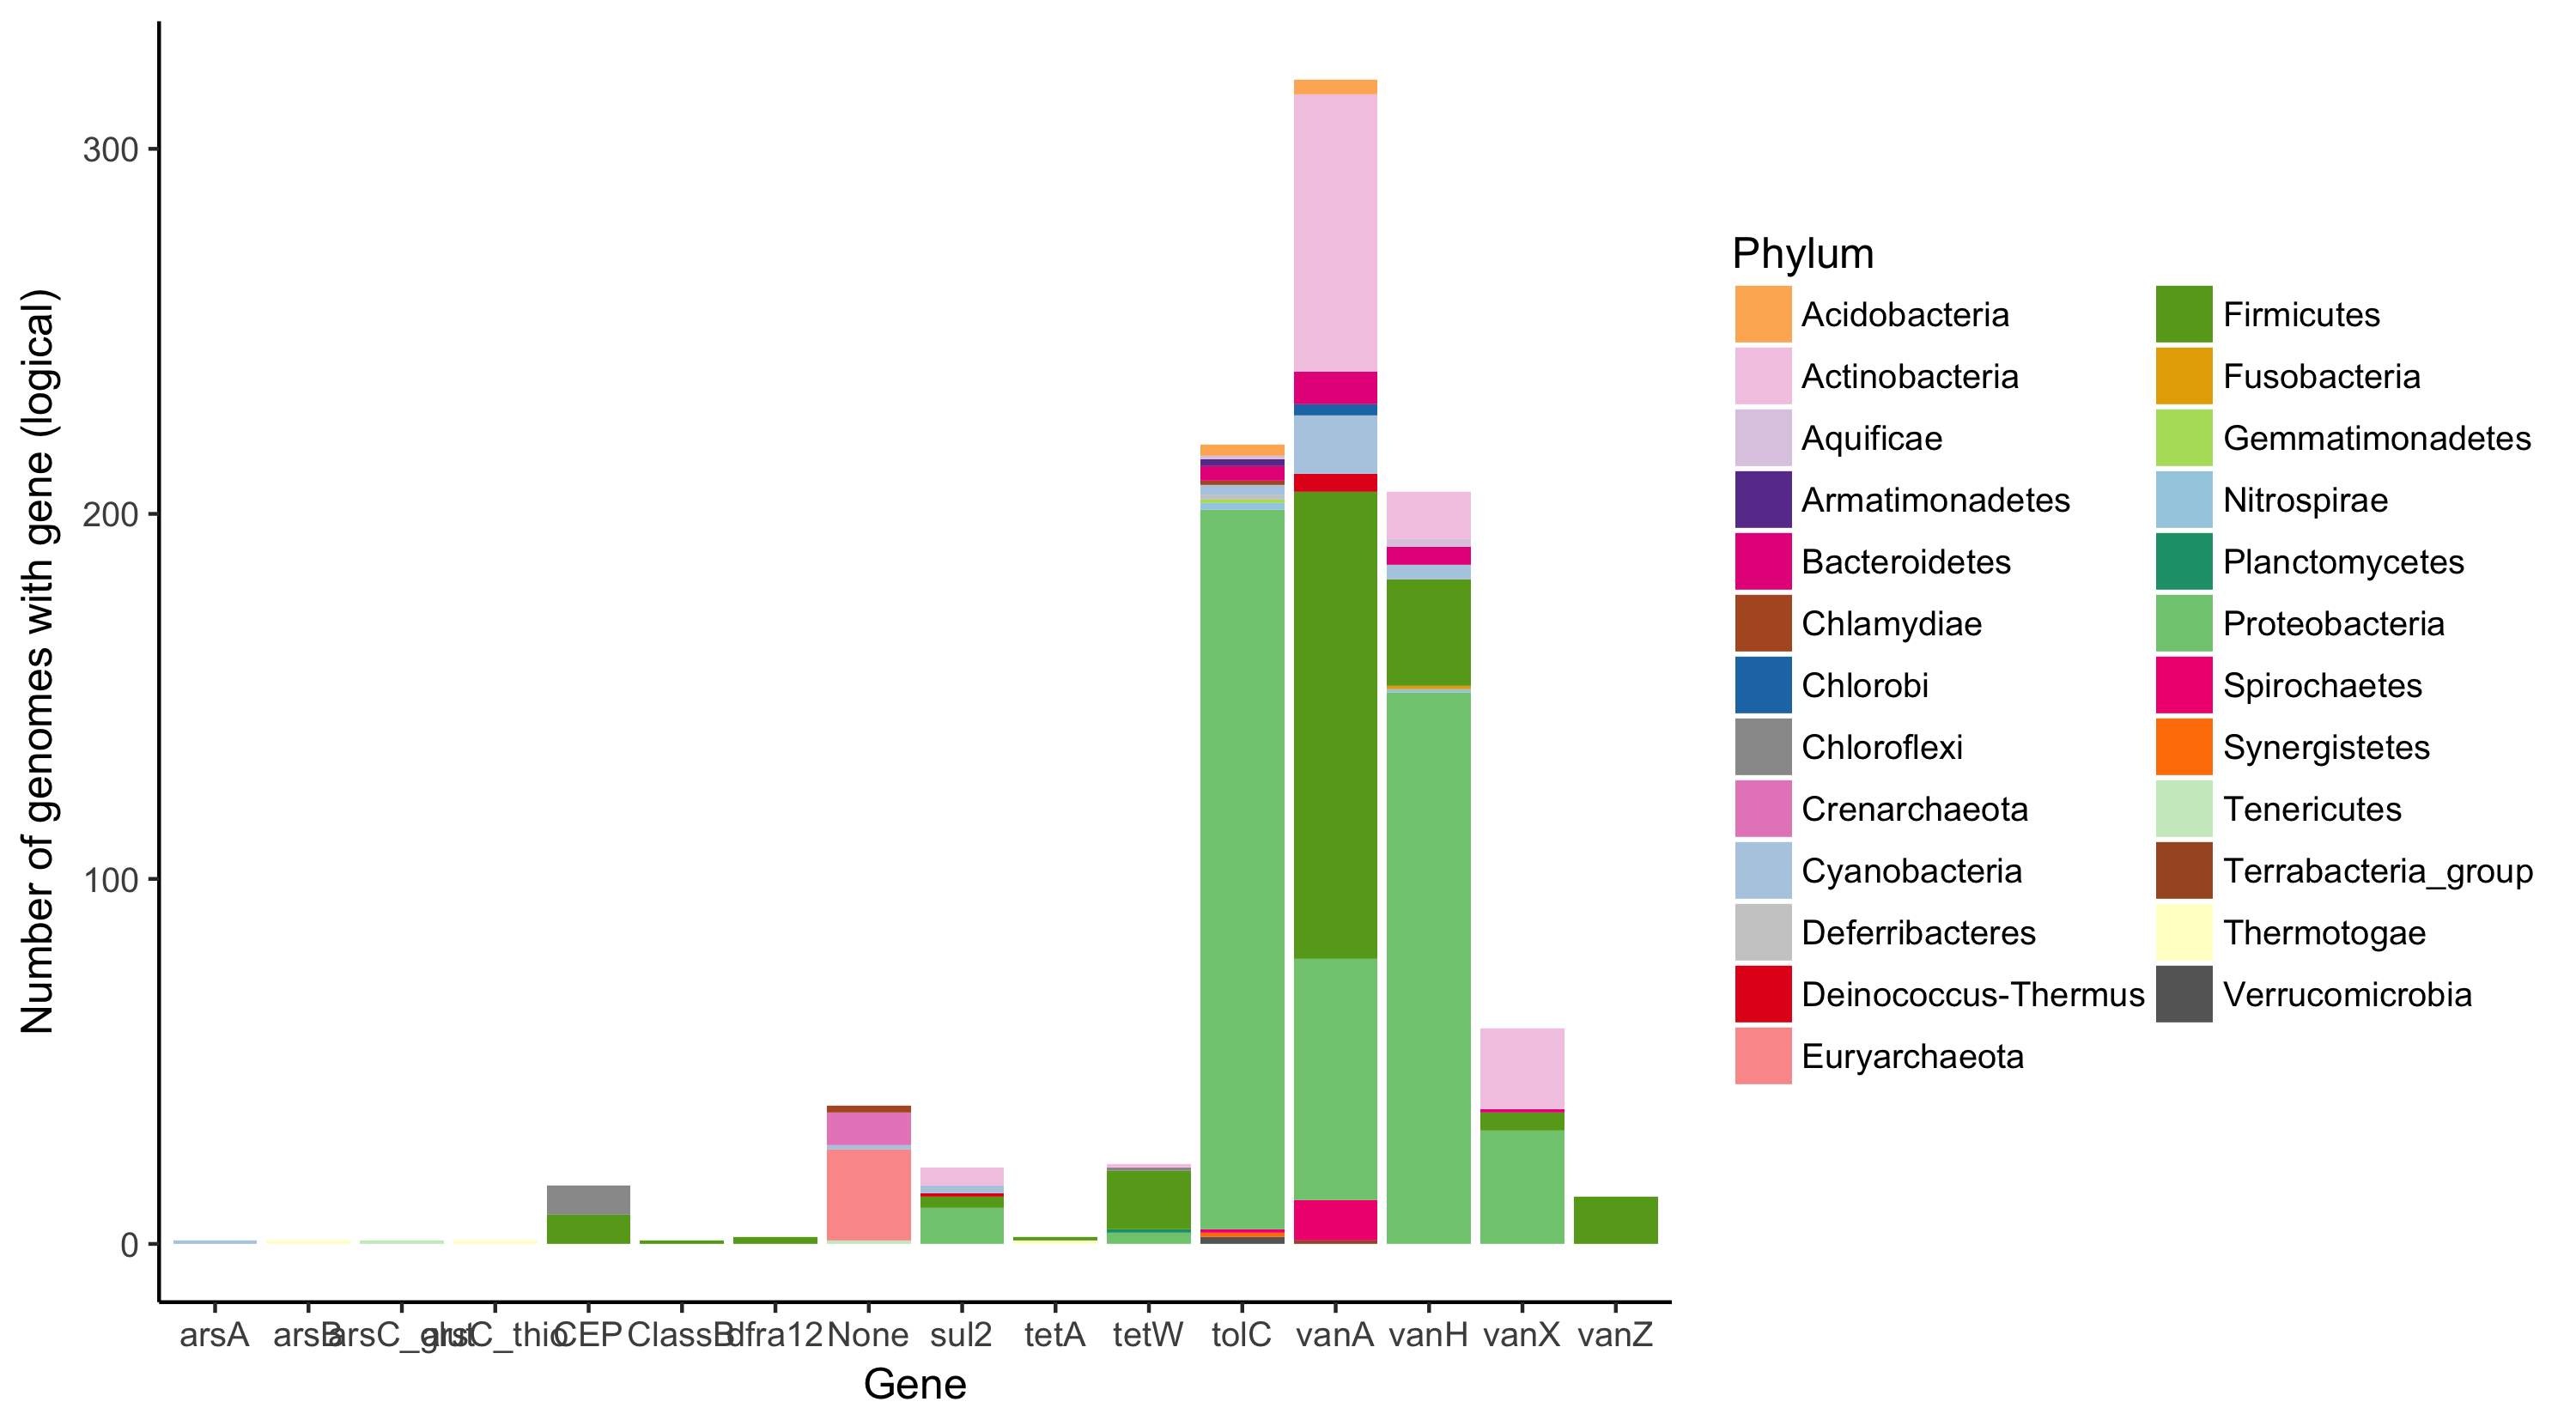 Number of genomes with gene (logical)
300
200
100
0
arsA arsB arsC_glut arsC_thio CEP ClassB dfra12 None sul2 tetA tetW tolC vanA vanH vanX vanZ
Gene
Phylum
Acidobacteria
Actinobacteria
Aquificae
Armatimonadetes
Bacteroidetes
Chlamydiae
Chlorobi
Chloroflexi
Crenarchaeota
Cyanobacteria
Deferribacteres
Deinococcus-Thermus
Euryarchaeota
Firmicutes
Fusobacteria
Gemmatimonadetes
Nitrospirae
Planctomycetes
Proteobacteria
Spirochaetes
Synergistetes
Tenericutes
Terrabacteria_group
Thermotogae
Verrucomicrobia